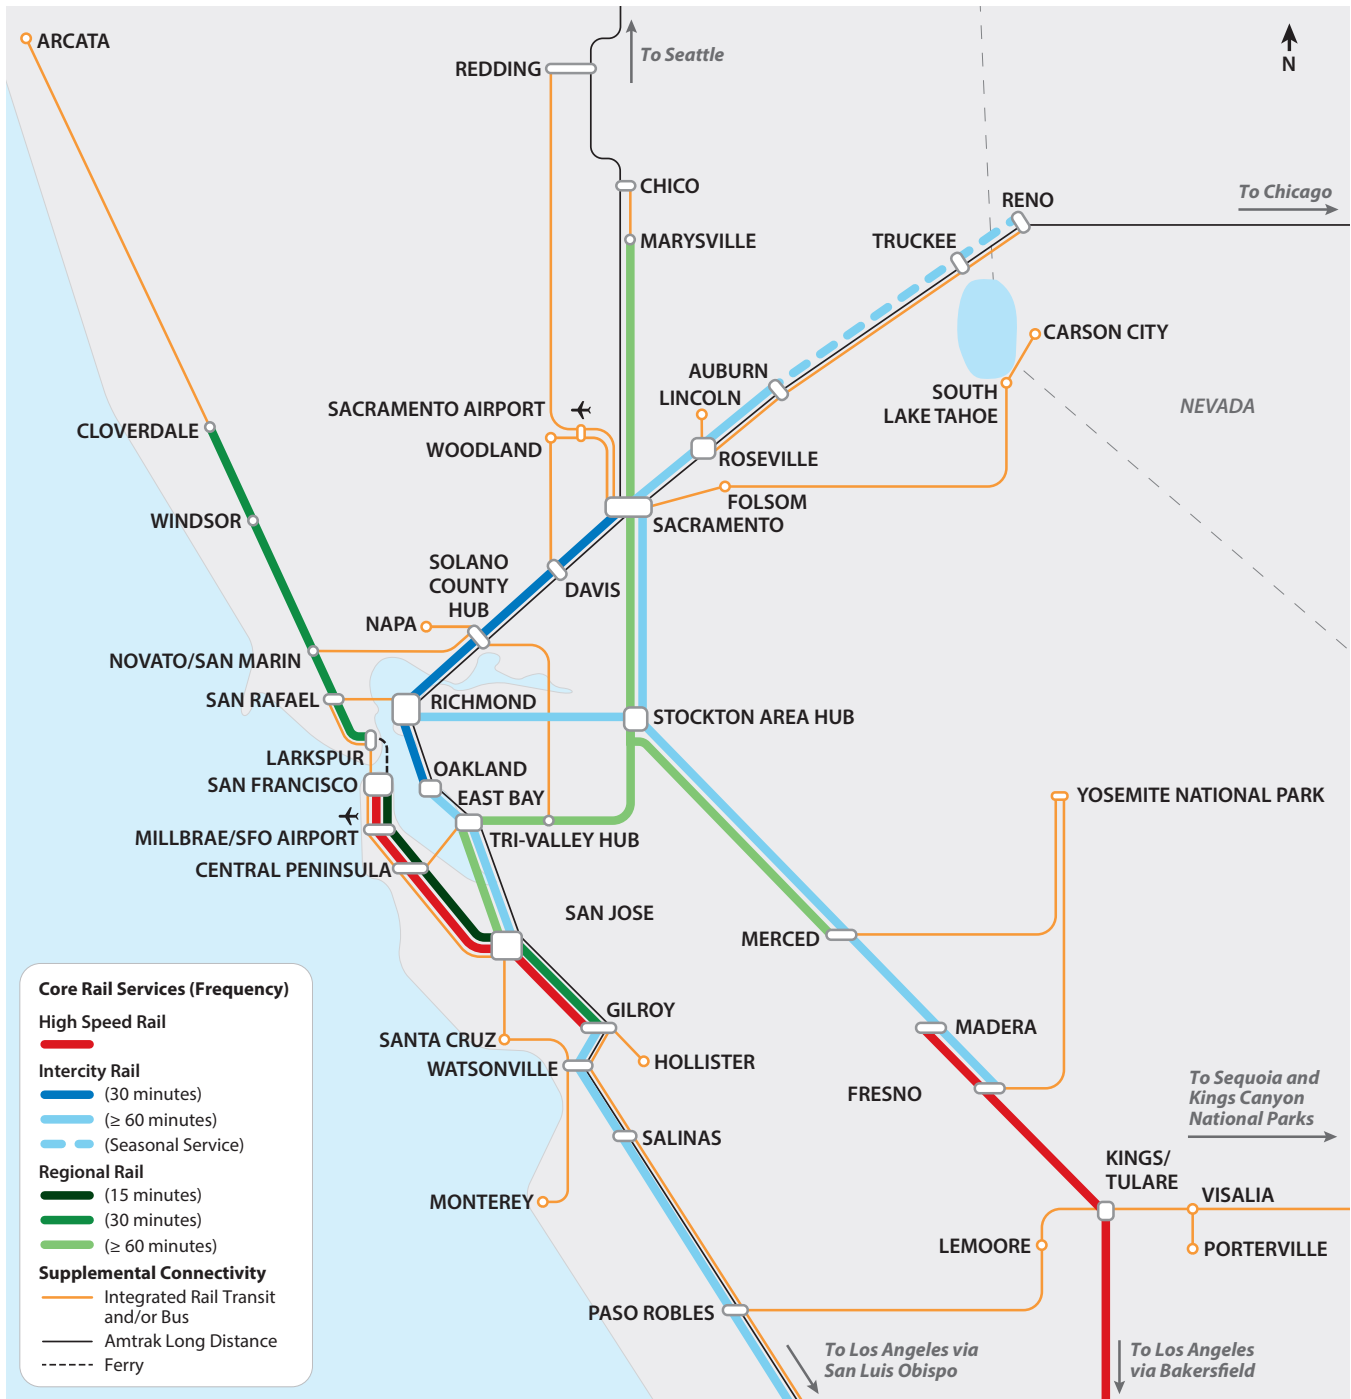 ARCATA
To Seattle
N
REDDING
CHICO
To Chicago
RENO
MARYSVILLE
TRUCKEE
CARSON CITY
AUBURN
LINCOLN
SOUTH
LAKE TAHOE
NEVADA
SACRAMENTO AIRPORT
CLOVERDALE
WOODLAND
ROSEVILLE
FOLSOM
WINDSOR
SACRAMENTO
SOLANO
COUNTY
HUB
DAVIS
NAPA
NOVATO/SAN MARIN
SAN RAFAEL
RICHMOND
STOCKTON AREA HUB
LARKSPUR
OAKLAND
SAN FRANCISCO
EAST BAY
YOSEMITE NATIONAL PARK
MILLBRAE/SFO AIRPORT
TRI-VALLEY HUB
CENTRAL PENINSULA
SAN JOSE
MERCED
GILROY
MADERA
SANTA CRUZ
HOLLISTER
WATSONVILLE
FRESNO
To Sequoia and
Kings Canyon
National Parks
SALINAS
KINGS/
TULARE
VISALIA
MONTEREY
LEMOORE
PORTERVILLE
PASO ROBLES
To Los Angeles via
San Luis Obispo
To Los Angeles
via Bakersfield
Core Rail Services (Frequency)
High Speed Rail
Intercity Rail
(30 minutes)
(≥ 60 minutes)
(Seasonal Service)
Regional Rail
(15 minutes)
(30 minutes)
(≥ 60 minutes)
Supplemental Connectivity
Integrated Rail Transit
and/or Bus
Amtrak Long Distance
Ferry